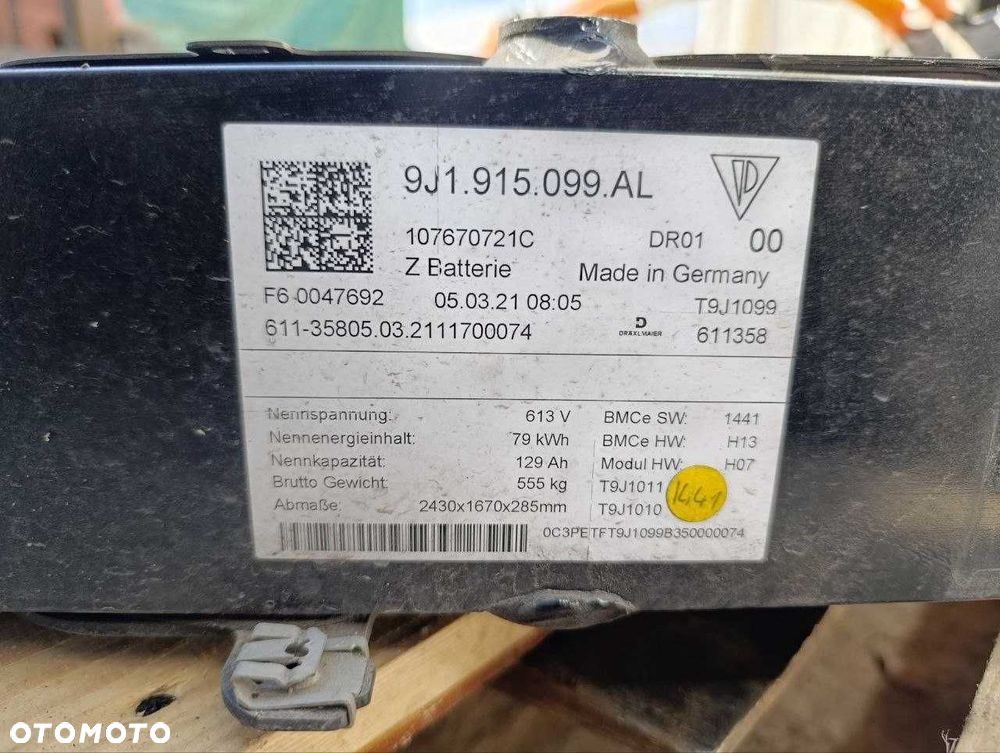 9J1.915.099.AL
107670721C DR01 00
Z Batterie Made in Germany
F6 0047692 05.03.21 08:05 T9J1099
611-35805.03.2111700074 DRÄXLMAIER 611358
Nennspannung: 613 V BMCe SW: 1441
Nennenergieinhalt: 79 kWh BMCe HW: H13
Nennkapazität: 129 Ah Modul HW: H07
Brutto Gewicht: 555 kg T9J1011
Abmaße: 2430x1670x285mm T9J1010
1441
0C3PETFT9J1099B350000074
OTOMOTO